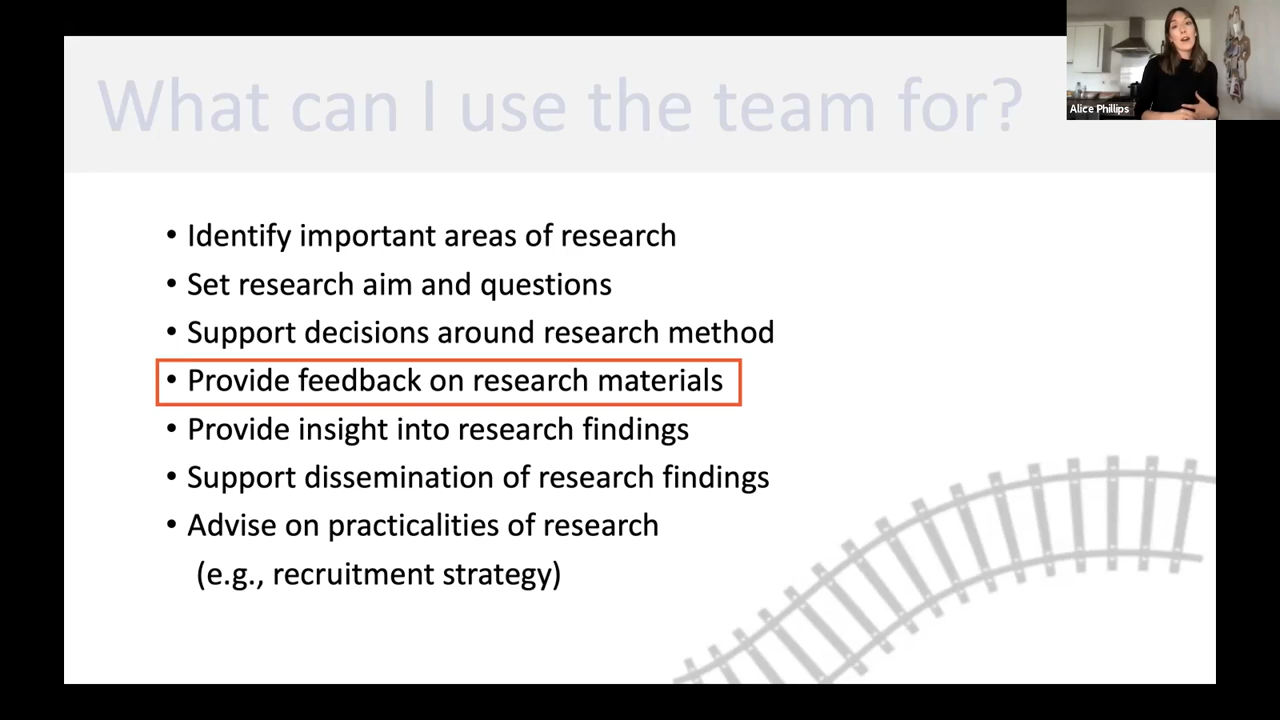 What can I use the team for?
Alice Phillips
• Identify important areas of research
• Set research aim and questions
• Support decisions around research method
• Provide feedback on research materials
• Provide insight into research findings
• Support dissemination of research findings
• Advise on practicalities of research
(e.g., recruitment strategy)